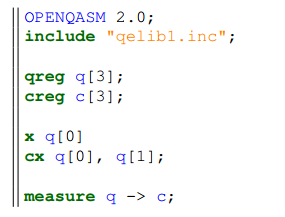 OPENQASM 2.0;
include "qelib1.inc";
qreg q[3];
creg c[3];
x q[0]
cx q[0], q[1];
measure q -> c;